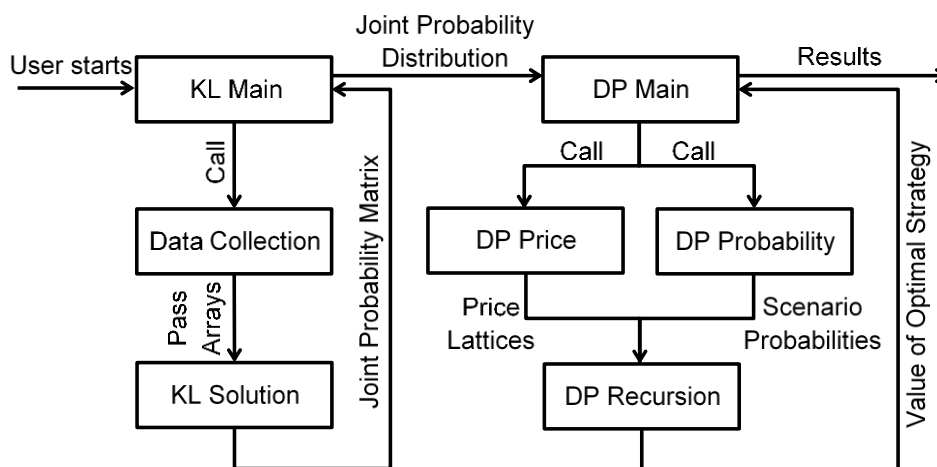 Joint Probability
Distribution
User starts
KL Main
DP Main
Results
Call
Call
Call
Joint Probability Matrix
Value of Optimal Strategy
Data Collection
DP Price
DP Probability
Pass
Arrays
Price
Lattices
Scenario
Probabilities
KL Solution
DP Recursion